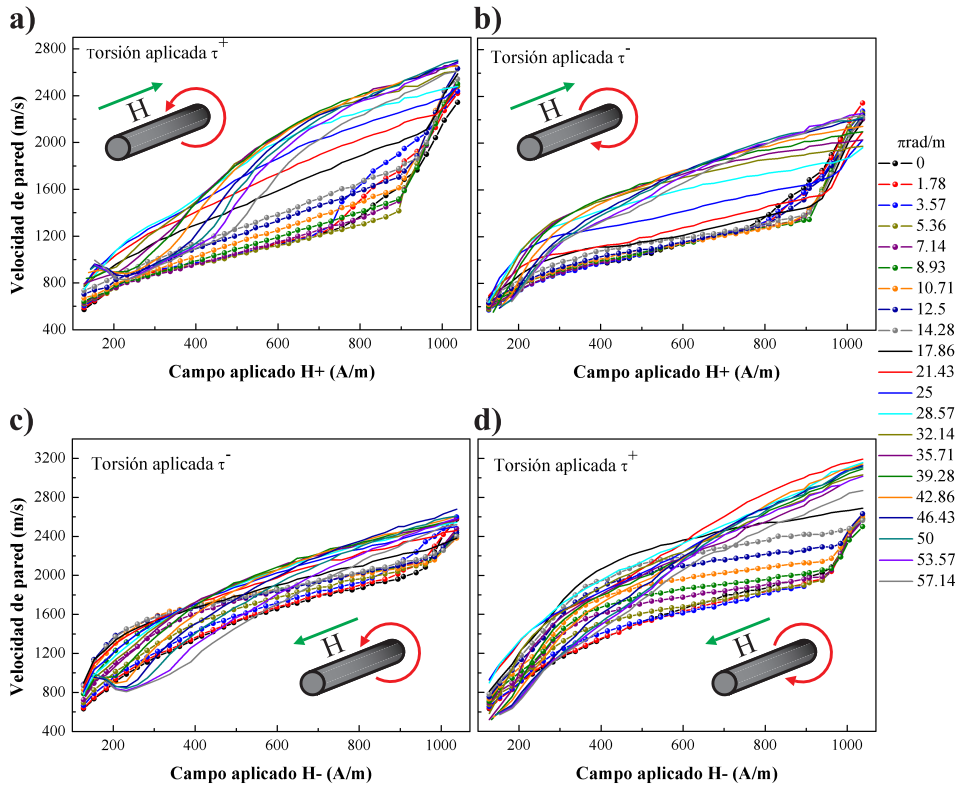 a)
Torsión aplicada τ+
H
2800
2400
2000
1600
1200
800
400
200
400
600
800
1000
Velocidad de pared (m/s)
Campo aplicado H+ (A/m)
b)
Torsión aplicada τ-
H
200
400
600
800
1000
Campo aplicado H+ (A/m)
πrad/m
0
1.78
3.57
5.36
7.14
8.93
10.71
12.5
14.28
17.86
21.43
25
28.57
32.14
35.71
39.28
42.86
46.43
50
53.57
57.14
c)
Torsión aplicada τ-
H
3200
2800
2400
2000
1600
1200
800
400
200
400
600
800
1000
Velocidad de pared (m/s)
Campo aplicado H- (A/m)
d)
Torsión aplicada τ+
H
200
400
600
800
1000
Campo aplicado H- (A/m)